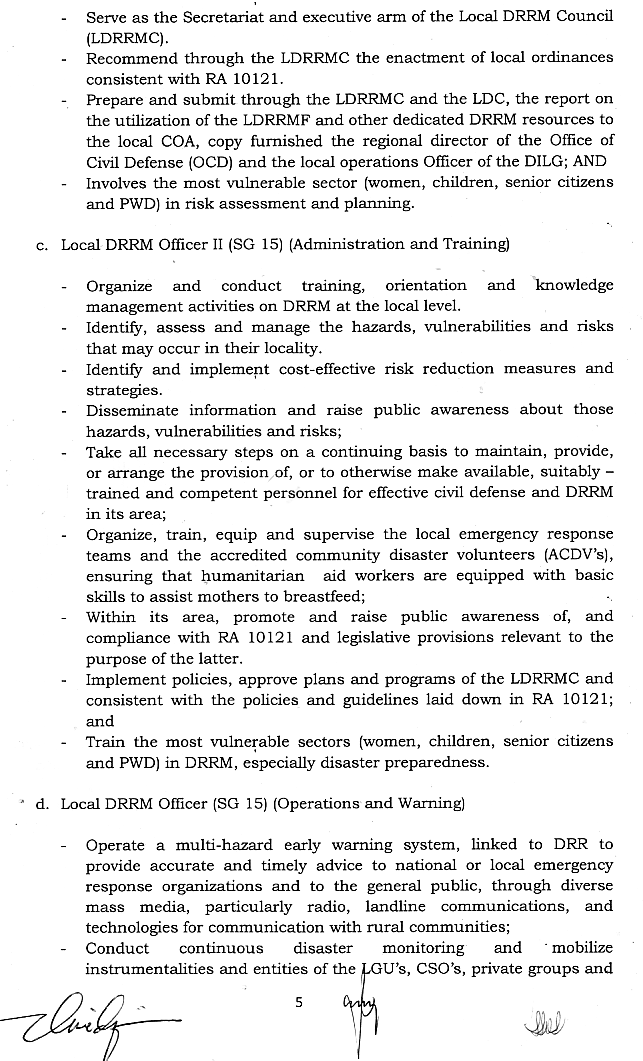 - Serve as the Secretariat and executive arm of the Local DRRM Council
(LDRRMC).
- Recommend through the LDRRMC the enactment of local ordinances
consistent with RA 10121.
- Prepare and submit through the LDRRMC and the LDC, the report on
the utilization of the LDRRMF and other dedicated DRRM resources to
the local COA, copy furnished the regional director of the Office of
Civil Defense (OCD) and the local operations Officer of the DILG; AND
- Involves the most vulnerable sector (women, children, senior citizens
and PWD) in risk assessment and planning.
c. Local DRRM Officer II (SG 15) (Administration and Training)
- Organize and conduct training, orientation and knowledge
management activities on DRRM at the local level.
- Identify, assess and manage the hazards, vulnerabilities and risks
that may occur in their locality.
- Identify and implement cost-effective risk reduction measures and
strategies.
- Disseminate information and raise public awareness about those
hazards, vulnerabilities and risks;
- Take all necessary steps on a continuing basis to maintain, provide,
or arrange the provision of, or to otherwise make available, suitably –
trained and competent personnel for effective civil defense and DRRM
in its area;
- Organize, train, equip and supervise the local emergency response
teams and the accredited community disaster volunteers (ACDV's),
ensuring that humanitarian aid workers are equipped with basic
skills to assist mothers to breastfeed;
- Within its area, promote and raise public awareness of, and
compliance with RA 10121 and legislative provisions relevant to the
purpose of the latter.
- Implement policies, approve plans and programs of the LDRRMC and
consistent with the policies and guidelines laid down in RA 10121;
and
- Train the most vulnerable sectors (women, children, senior citizens
and PWD) in DRRM, especially disaster preparedness.
d. Local DRRM Officer (SG 15) (Operations and Warning)
- Operate a multi-hazard early warning system, linked to DRR to
provide accurate and timely advice to national or local emergency
response organizations and to the general public, through diverse
mass media, particularly radio, landline communications, and
technologies for communication with rural communities;
- Conduct continuous disaster monitoring and mobilize
instrumentalities and entities of the LGU's, CSO's, private groups and
5